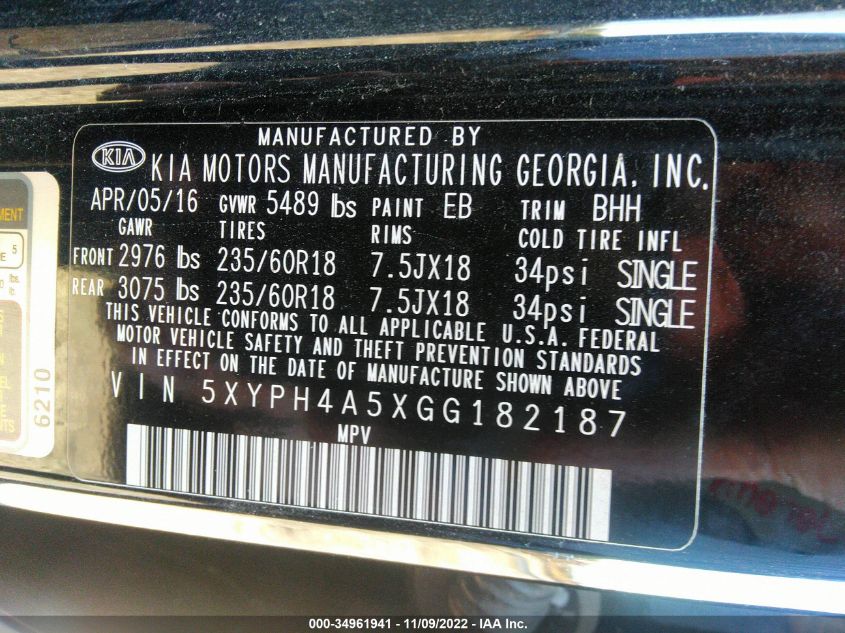 MANUFACTURED BY
KIA KIA MOTORS MANUFACTURING GEORGIA, INC.
APR/05/16 GVWR 5489 lbs PAINT EB TRIM BHH
GAWR TIRES RIMS COLD TIRE INFL
FRONT 2976 lbs 235/60R18 7.5JX18 34psi SINGLE
REAR 3075 lbs 235/60R18 7.5JX18 34psi SINGLE
THIS VEHICLE CONFORMS TO ALL APPLICABLE U.S.A. FEDERAL
MOTOR VEHICLE SAFETY AND THEFT PREVENTION STANDARDS
IN EFFECT ON THE DATE OF MANUFACTURE SHOWN ABOVE
VIN 5XYPH4A5XGG182187
MPV
5
6210
000-34961941 - 11/09/2022 - IAA Inc.